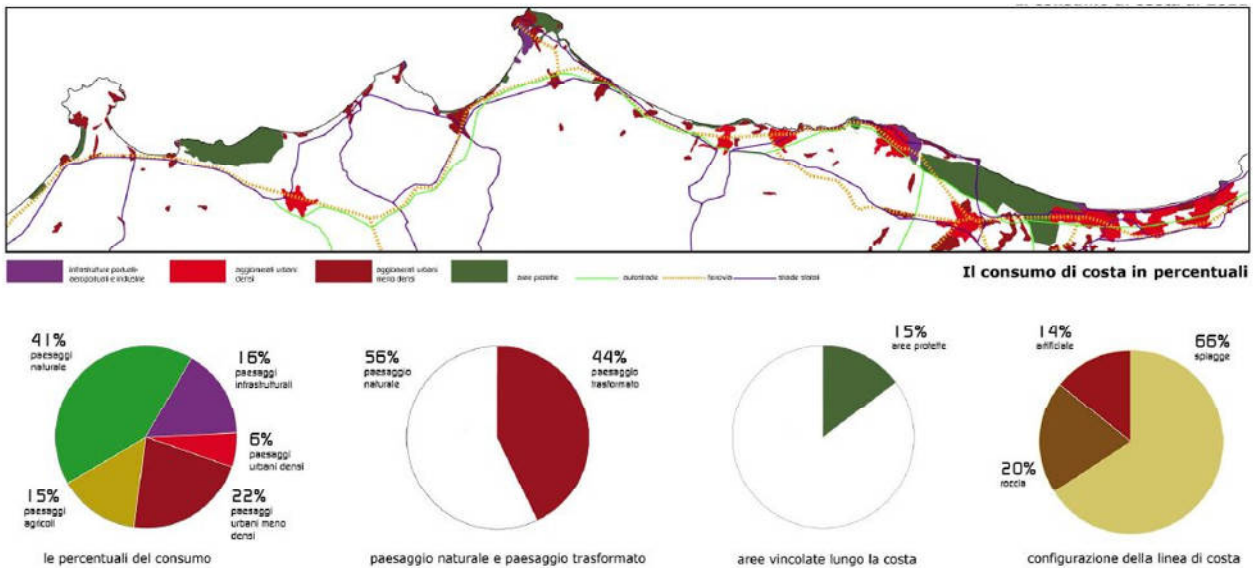 infrastrutture portuali-
aeroportuali e industrie
agglomerati urbani
densi
agglomerati urbani
meno densi
aree protette
autostrade
ferrovia
strade statali
Il consumo di costa in percentuali
41%
paesaggi
naturale
16%
paesaggi
infrastrutturali
6%
paesaggi
urbani densi
22%
paesaggi
urbani meno
densi
15%
paesaggi
agricoli
le percentuali del consumo
56%
paesaggio
naturale
44%
paesaggio
trasformato
paesaggio naturale e paesaggio trasformato
15%
aree protette
aree vincolate lungo la costa
14%
artificiale
66%
spiagge
20%
roccia
configurazione della linea di costa